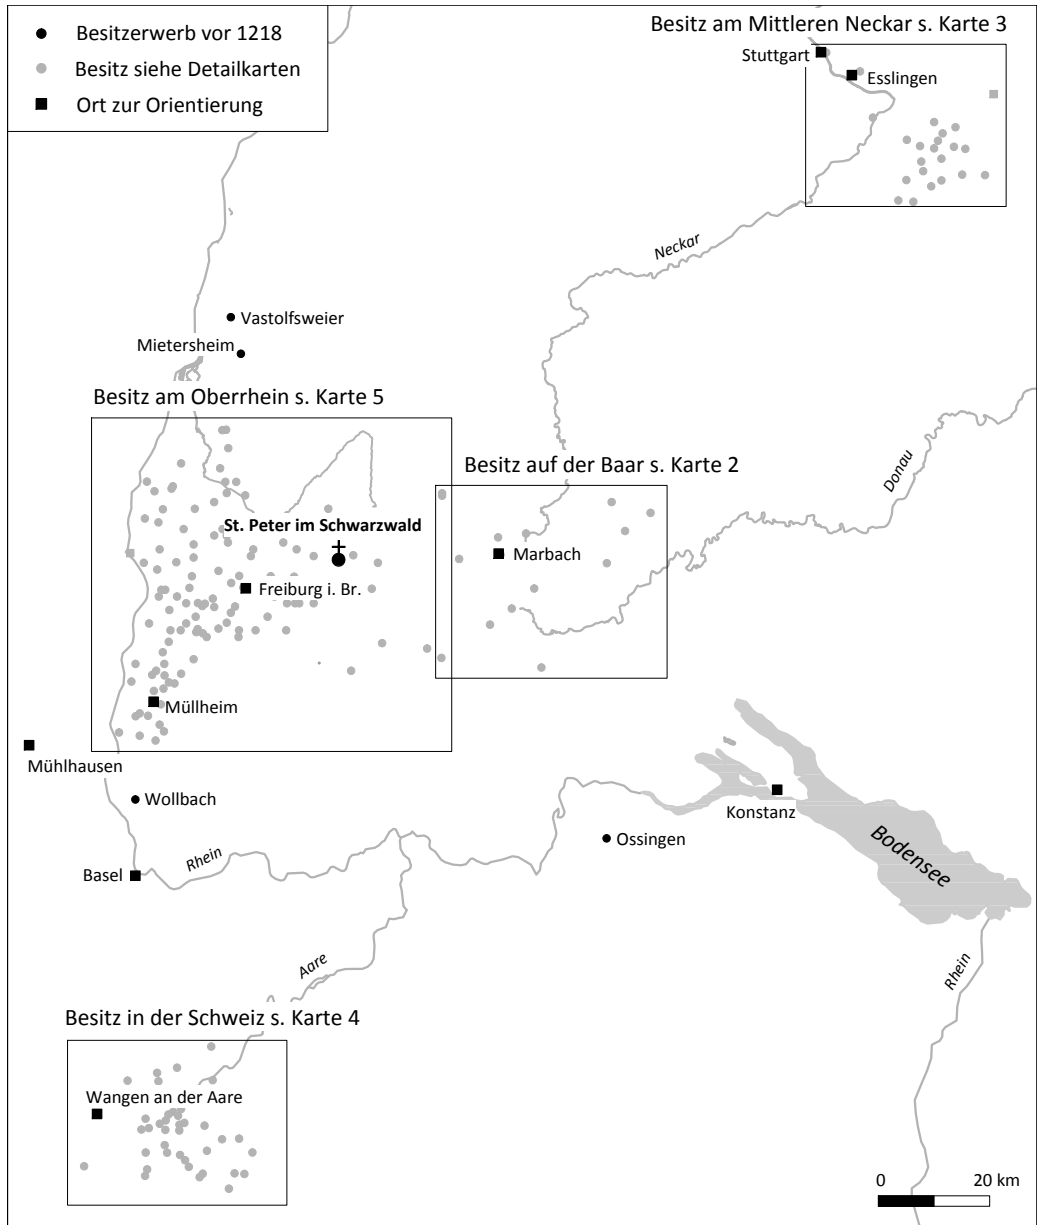 Besitzerwerb vor 1218
Besitz siehe Detailkarten
Ort zur Orientierung
Besitz am Mittleren Neckar s. Karte 3
Stuttgart
Esslingen
Neckar
Vastolfsweier
Mietersheim
Besitz am Oberrhein s. Karte 5
Besitz auf der Baar s. Karte 2
Donau
St. Peter im Schwarzwald
Marbach
Freiburg i. Br.
Müllheim
Mühlhausen
Wollbach
Konstanz
Ossingen
Bodensee
Rhein
Basel
Aare
Rhein
Besitz in der Schweiz s. Karte 4
Wangen an der Aare
0 20 km